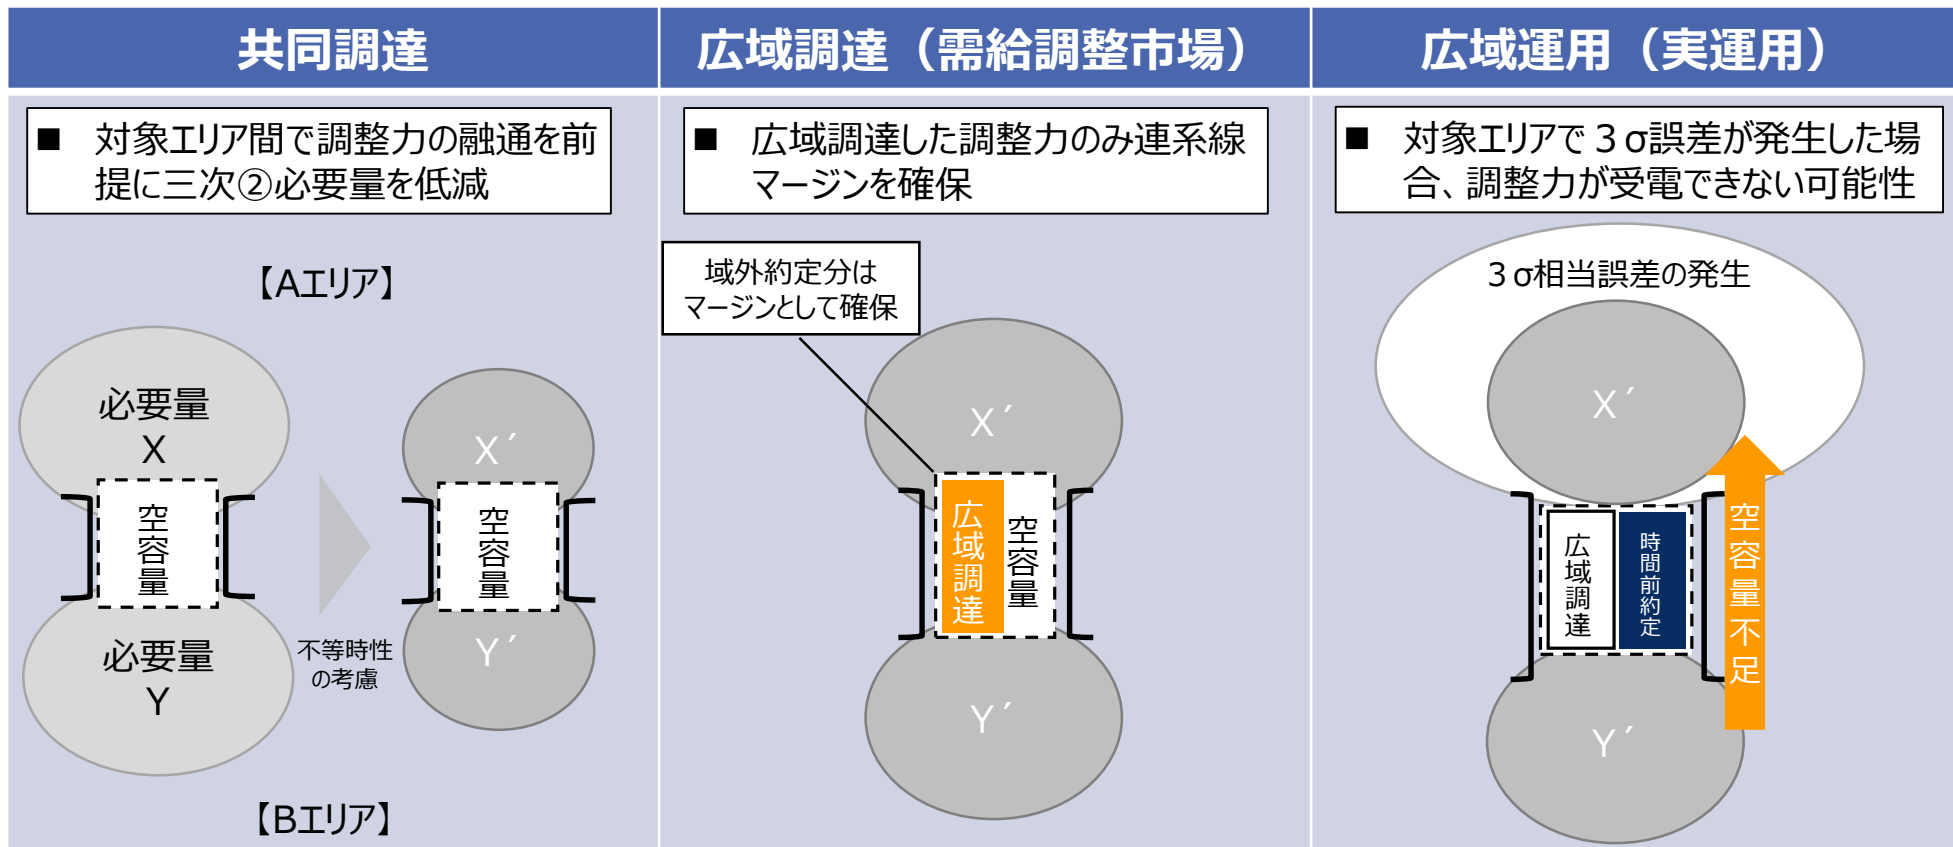 共同調達
広域調達（需給調整市場）
広域運用（実運用）
■ 対象エリア間で調整力の融通を前
提に三次②必要量を低減
■ 広域調達した調整力のみ連系線
マージンを確保
■ 対象エリアで３σ誤差が発生した場
合、調整力が受電できない可能性
【Aエリア】
必要量
X
空容量
必要量
Y
【Bエリア】
不等時性
の考慮
X´
空容量
Y´
域外約定分は
マージンとして確保
X´
広域調達
空容量
Y´
３σ相当誤差の発生
X´
広域調達
時間前約定
空容量不足
Y´